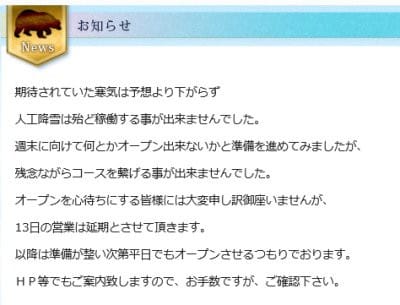 お知らせ
News
期待されていた寒気は予想より下がらず
人工降雪は殆ど稼働する事が出来ませんでした。
週末に向けて何とかオープン出来ないかと準備を進めてみましたが、
残念ながらコースを繋げる事が出来ませんでした。
オープンを心待ちにする皆様には大変申し訳御座いませんが、
13日の営業は延期とさせて頂きます。
以降は準備が整い次第平日でもオープンさせるつもりでおります。
ＨＰ等でもご案内致しますので、お手数ですが、ご確認下さい。